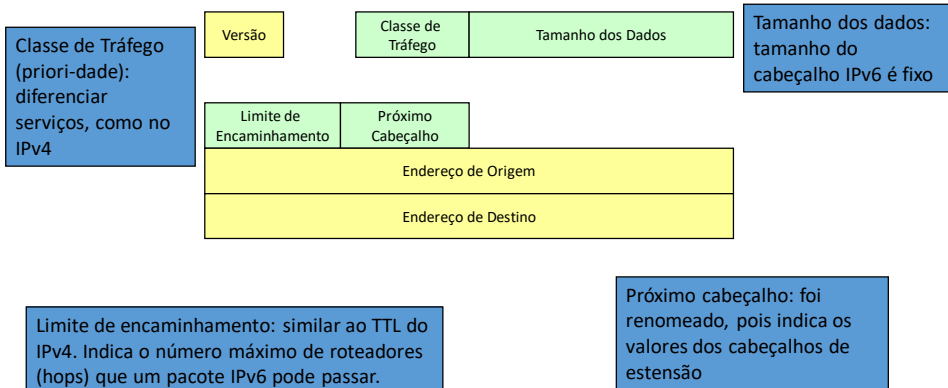 Classe de Tráfego
(priori-dade):
diferenciar
serviços, como no
IPv4
Versão
Classe de
Tráfego
Tamanho dos Dados
Tamanho dos dados:
tamanho do
cabeçalho IPv6 é fixo
Limite de
Encaminhamento
Próximo
Cabeçalho
Endereço de Origem
Endereço de Destino
Limite de encaminhamento: similar ao TTL do
IPv4. Indica o número máximo de roteadores
(hops) que um pacote IPv6 pode passar.
Próximo cabeçalho: foi
renomeado, pois indica os
valores dos cabeçalhos de
estensão